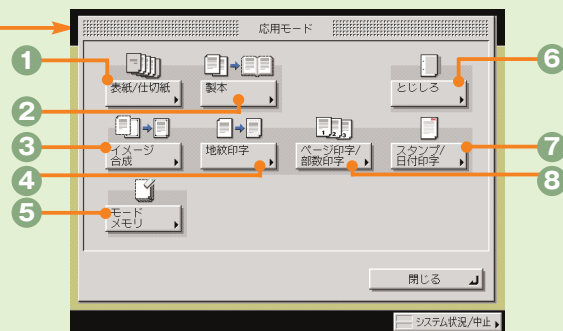 応用モード
1
表紙/仕切紙
製本
とじしろ
6
2
3
イメージ
合成
地紋印字
ページ印字/
部数印字
スタンプ/
日付印字
7
4
8
5
モード
メモリ
閉じる
システム状況/中止